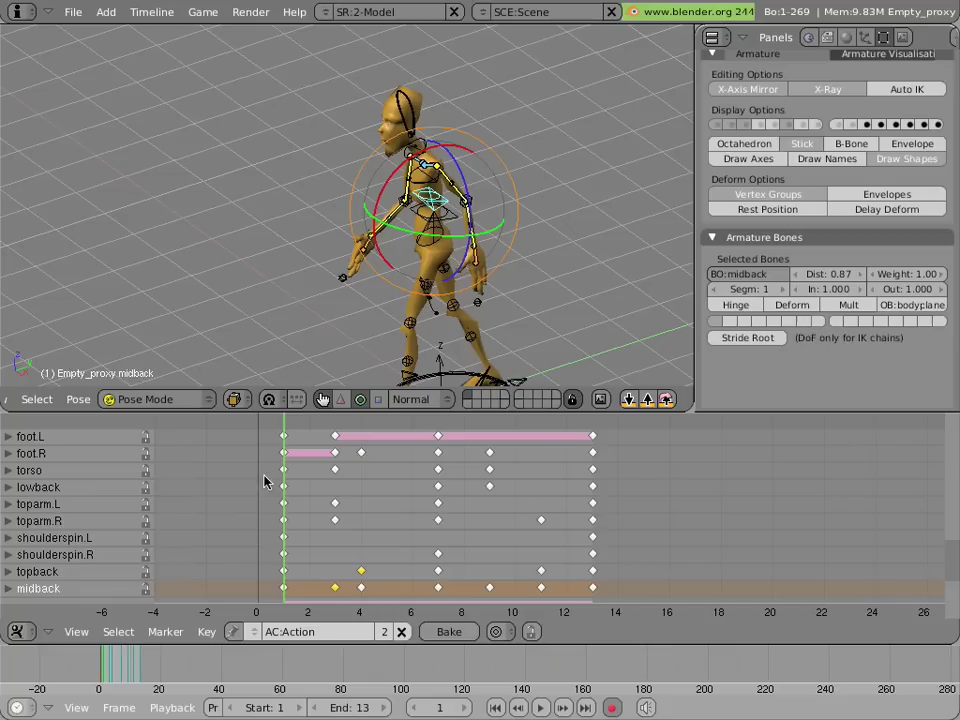 File Add Timeline Game Render Help SR:2-Model SCE:Scene www.blender.org 244 Bo:1-269 | Mem:9.83M Empty_proxy
Panels
Armature Armature Visualisati
Editing Options
X-Axis Mirror X-Ray Auto IK
Display Options
Octahedron Stick B-Bone Envelope
Draw Axes Draw Names Draw Shapes
Deform Options
Vertex Groups Envelopes
Rest Position Delay Deform
Armature Bones
Selected Bones
BO:midback Dist: 0.87 Weight: 1.00
Segm: 1 In: 1.000 Out: 1.000
Hinge Deform Mult OB:bodyplane
Stride Root (DoF only for IK chains)
z
z
y
(1) Empty_proxy.midback
Select Pose Pose Mode Normal
foot.L
foot.R
torso
lowback
toparm.L
toparm.R
shoulderspin.L
shoulderspin.R
topback
midback
-6 -4 -2 0 2 4 6 8 10 12 14 16 18 20 22 24 26
View Select Marker Key AC:Action 2 Bake
-20 0 20 40 60 80 100 120 140 160 180 200 220 240 260 280
View Frame Playback Pr Start: 1 End: 13 1